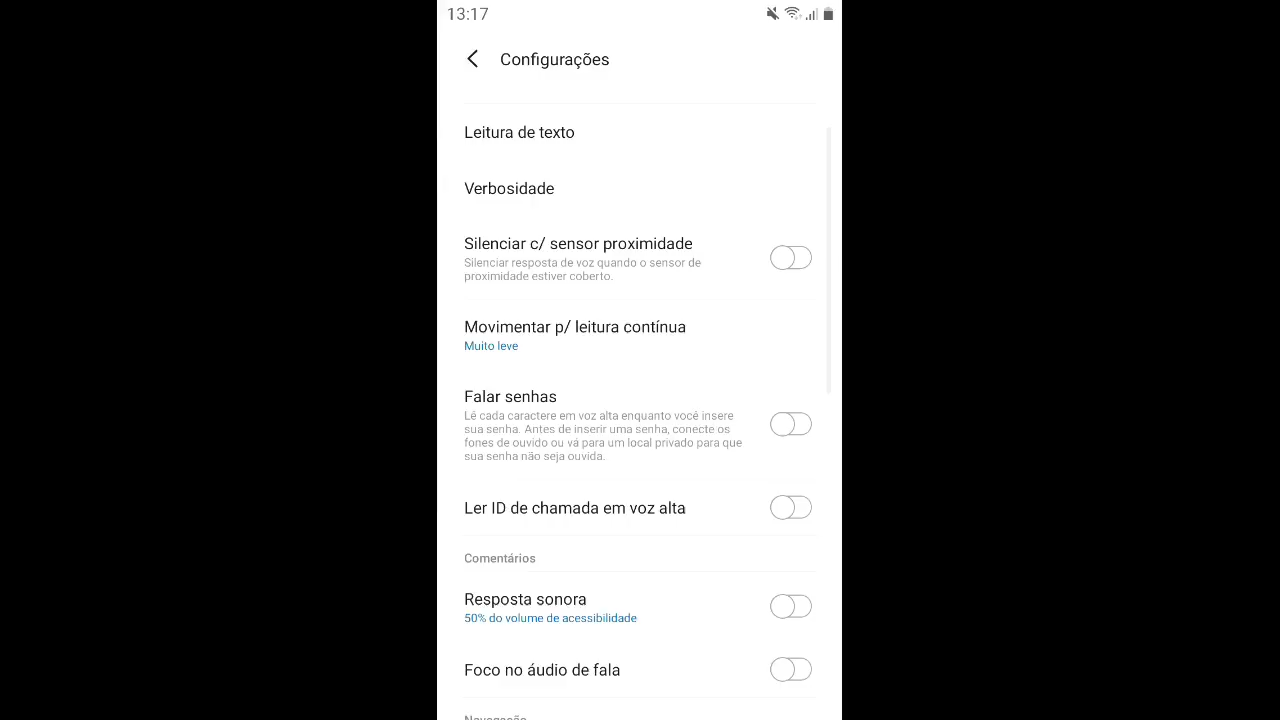 13:17
Configurações
Leitura de texto
Verbosidade
Silenciar c/ sensor proximidade
Silenciar resposta de voz quando o sensor de
proximidade estiver coberto.
Movimentar p/ leitura contínua
Muito leve
Falar senhas
Lê cada caractere em voz alta enquanto você insere
sua senha. Antes de inserir uma senha, conecte os
fones de ouvido ou vá para um local privado para que
sua senha não seja ouvida.
Ler ID de chamada em voz alta
Comentários
Resposta sonora
50% do volume de acessibilidade
Foco no áudio de fala
Navegação